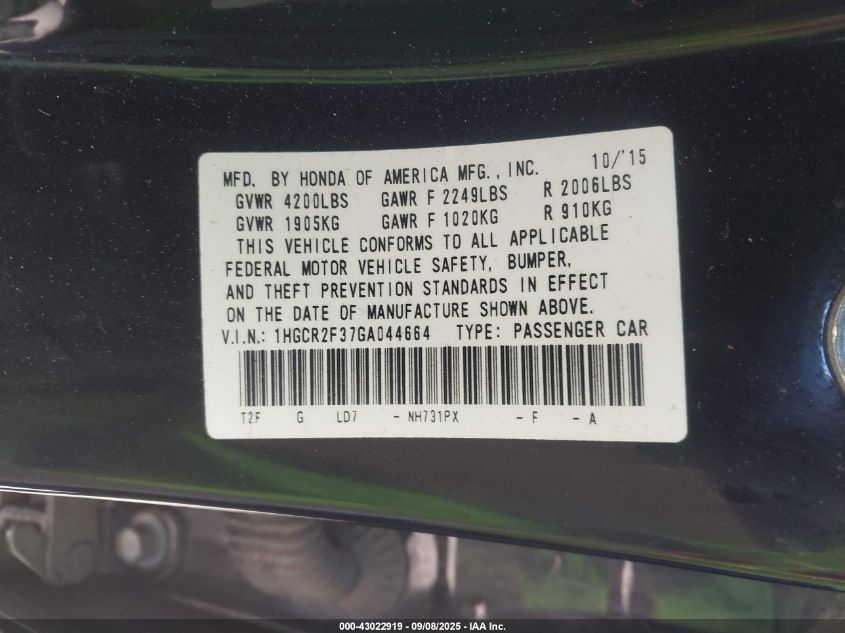 MFD. BY HONDA OF AMERICA MFG., INC. 10/'15
GVWR 4200LBS GAWR F 2249LBS R 2006LBS
GVWR 1905KG GAWR F 1020KG R 910KG
THIS VEHICLE CONFORMS TO ALL APPLICABLE
FEDERAL MOTOR VEHICLE SAFETY, BUMPER,
AND THEFT PREVENTION STANDARDS IN EFFECT
ON THE DATE OF MANUFACTURE SHOWN ABOVE.
V.I.N.: 1HGCR2F37GA044664 TYPE: PASSENGER CAR
T2F G LD7 - NH731PX - F - A
000-43022919 - 09/08/2025 - IAA Inc.